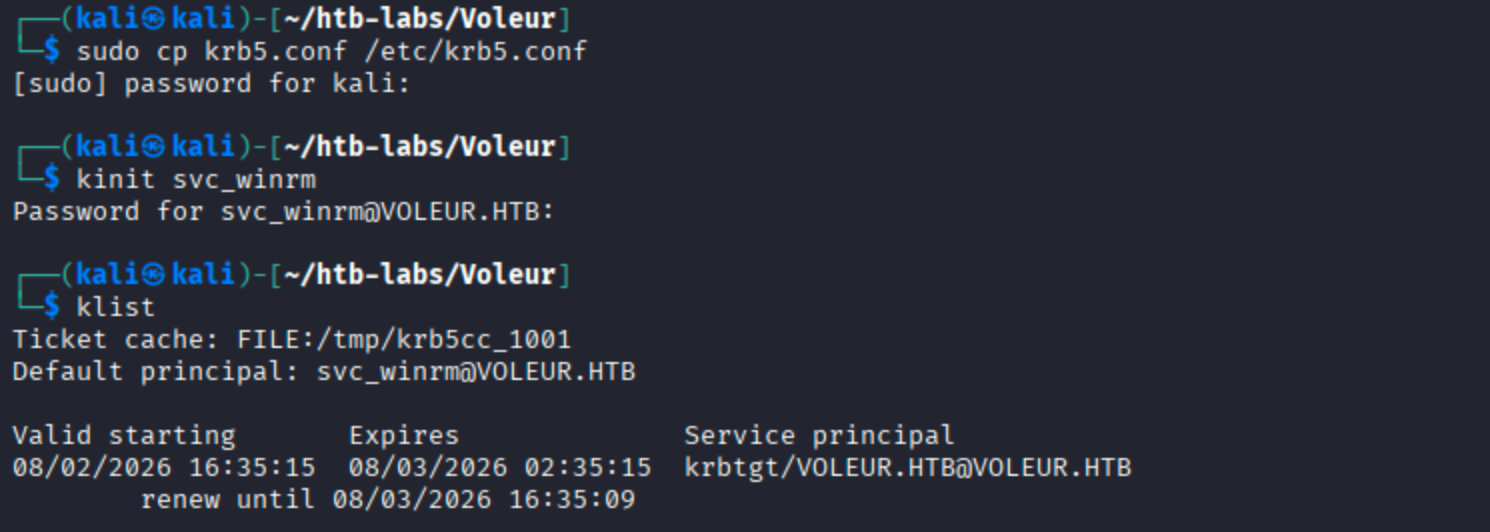 ┌──(kali㉿kali)-[~/htb-labs/Voleur]
└─$ sudo cp krb5.conf /etc/krb5.conf
[sudo] password for kali:
┌──(kali㉿kali)-[~/htb-labs/Voleur]
└─$ kinit svc_winrm
Password for svc_winrm@VOLEUR.HTB:
┌──(kali㉿kali)-[~/htb-labs/Voleur]
└─$ klist
Ticket cache: FILE:/tmp/krb5cc_1001
Default principal: svc_winrm@VOLEUR.HTB
Valid starting       Expires              Service principal
08/02/2026 16:35:15  08/03/2026 02:35:15  krbtgt/VOLEUR.HTB@VOLEUR.HTB
        renew until 08/03/2026 16:35:09